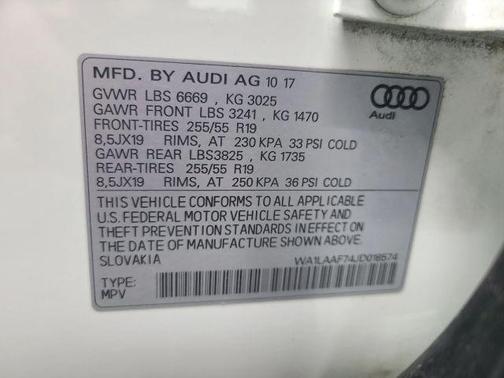 MFD. BY AUDI AG 10 17
GVWR LBS 6669 , KG 3025
GAWR FRONT LBS 3241 , KG 1470
FRONT-TIRES 255/55 R19
8,5JX19 RIMS, AT 230 KPA 33 PSI COLD
GAWR REAR LBS3825 , KG 1735
REAR-TIRES 255/55 R19
8,5JX19 RIMS, AT 250 KPA 36 PSI COLD
Audi
THIS VEHICLE CONFORMS TO ALL APPLICABLE
U.S. FEDERAL MOTOR VEHICLE SAFETY AND
THEFT PREVENTION STANDARDS IN EFFECT ON
THE DATE OF MANUFACTURE SHOWN ABOVE.
SLOVAKIA
WA1LAAF74JD018574
TYPE:
MPV